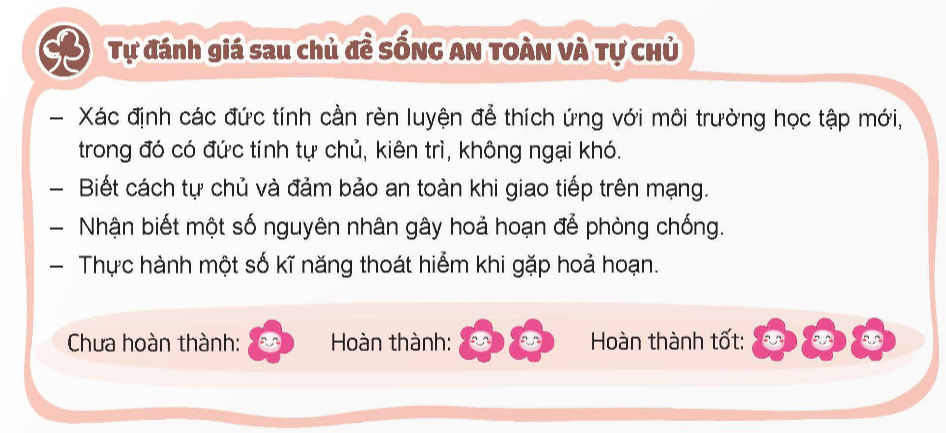 Tự đánh giá sau chủ đề SỐNG AN TOÀN VÀ TỰ CHỦ
– Xác định các đức tính cần rèn luyện để thích ứng với môi trường học tập mới,
trong đó có đức tính tự chủ, kiên trì, không ngại khó.
– Biết cách tự chủ và đảm bảo an toàn khi giao tiếp trên mạng.
– Nhận biết một số nguyên nhân gây hoả hoạn để phòng chống.
– Thực hành một số kĩ năng thoát hiểm khi gặp hoả hoạn.
Chưa hoàn thành: Hoàn thành: Hoàn thành tốt: